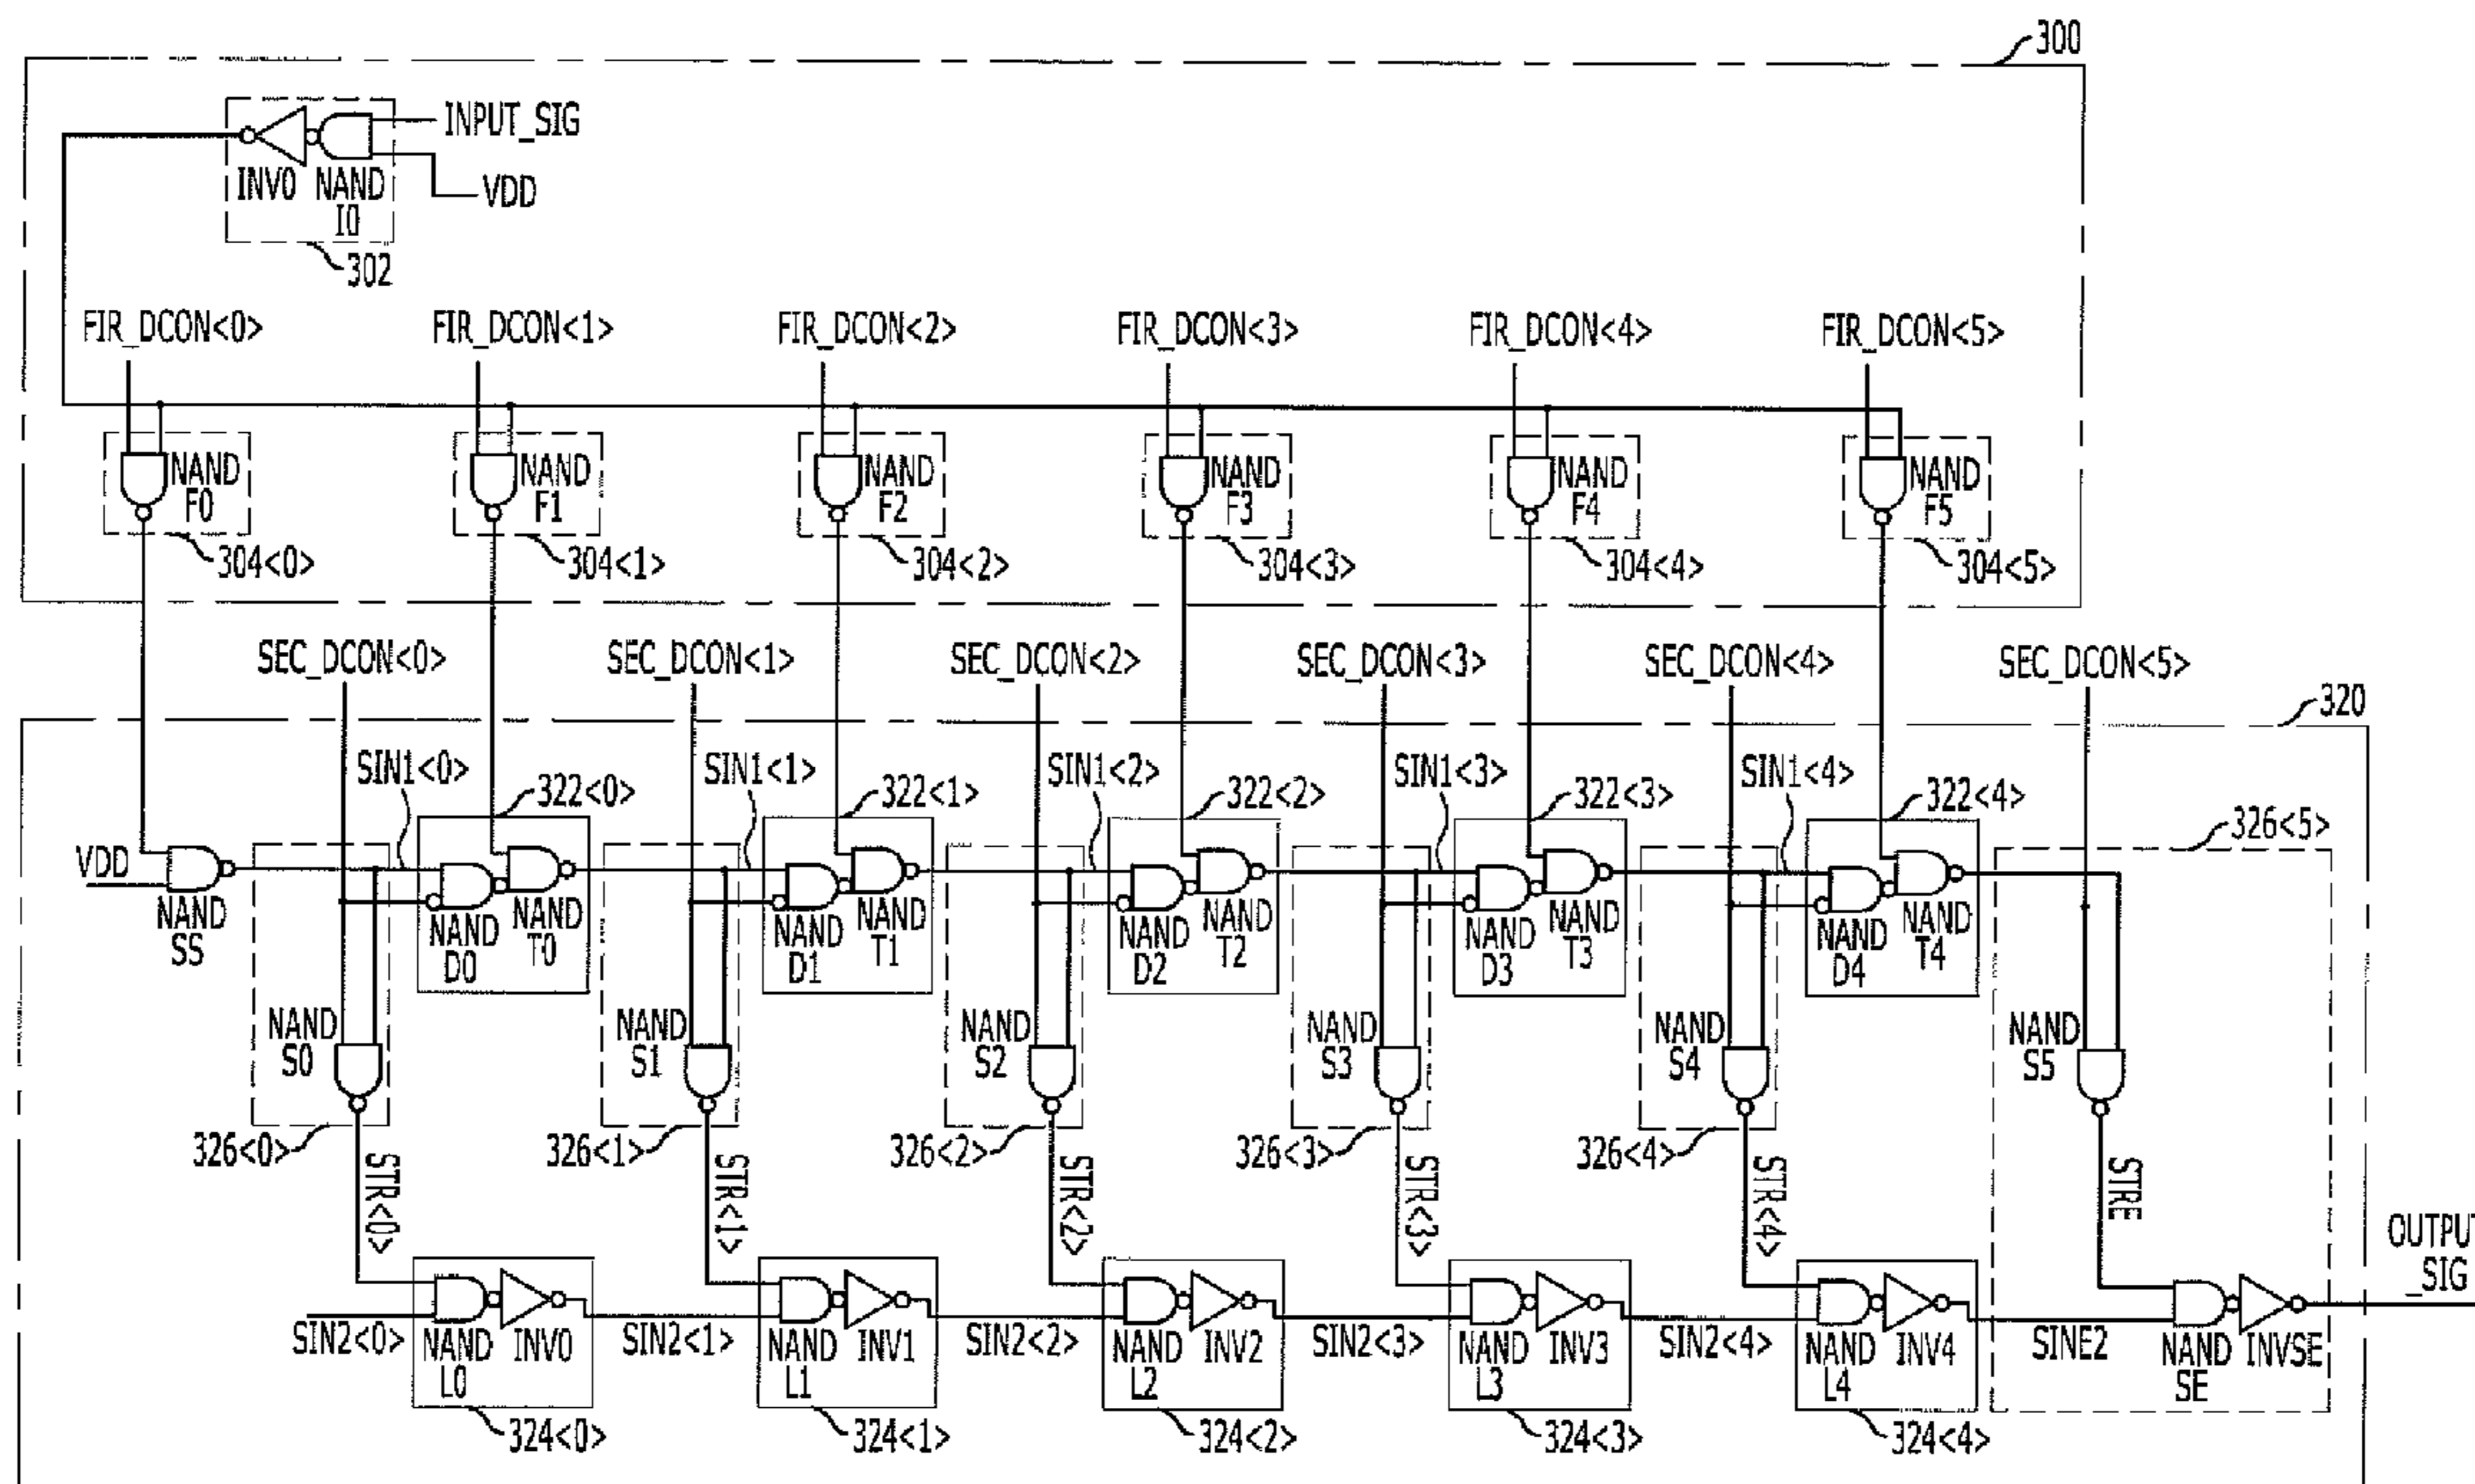 300
INPUT_SIG
INV0 NAND
I0
VDD
302
FIR_DCON<0> FIR_DCON<1> FIR_DCON<2> FIR_DCON<3> FIR_DCON<4> FIR_DCON<5>
NAND F0
NAND F1
NAND F2
NAND F3
NAND F4
NAND F5
304<0> 304<1> 304<2> 304<3> 304<4> 304<5>
SEC_DCON<0> SEC_DCON<1> SEC_DCON<2> SEC_DCON<3> SEC_DCON<4> SEC_DCON<5>
320
SIN1<0> 322<0> SIN1<1> 322<1> SIN1<2> 322<2> SIN1<3> 322<3> SIN1<4> 322<4>
326<5>
VDD
NAND SS
NAND D0
NAND T0
NAND D1
NAND T1
NAND D2
NAND T2
NAND D3
NAND T3
NAND D4
NAND T4
NAND S0
NAND S1
NAND S2
NAND S3
NAND S4
NAND S5
326<0> 326<1> 326<2> 326<3> 326<4>
STR<0>
STR<1>
STR<2>
STR<3>
STR<4>
STRE
OUTPUT
_SIG
SIN2<0>
NAND L0
INV0
SIN2<1>
NAND L1
INV1
SIN2<2>
NAND L2
INV2
SIN2<3>
NAND L3
INV3
SIN2<4>
NAND L4
INV4
SINE2
NAND SE
INVSE
324<0> 324<1> 324<2> 324<3> 324<4>